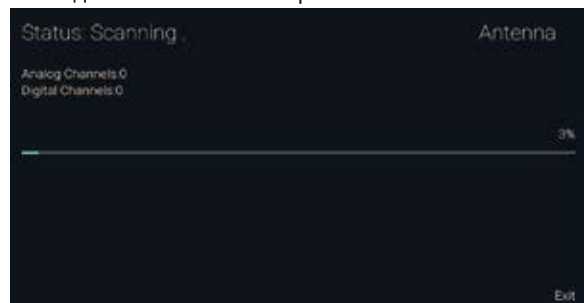 Status: Scanning .
Antenna
Analog Channels:0
Digital Channels:0
3%
Exit